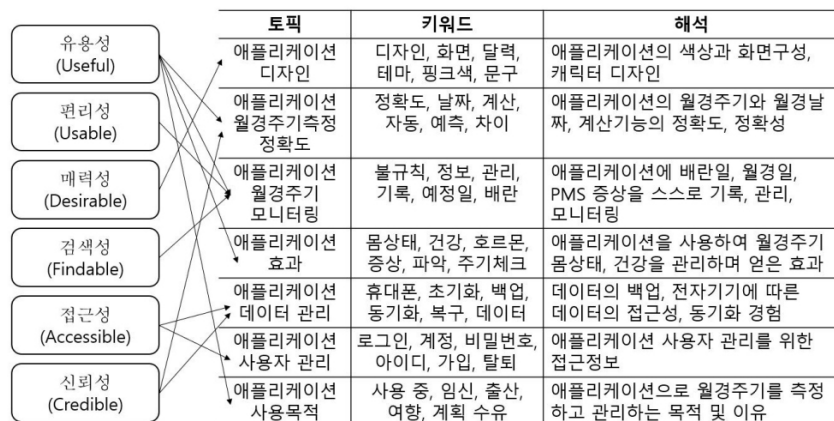 유용성
(Useful)
편리성
(Usable)
매력성
(Desirable)
검색성
(Findable)
접근성
(Accessible)
신뢰성
(Credible)
토픽 키워드 해석
애플리케이션 디자인, 화면, 달력, 애플리케이션의 색상과 화면구성,
디자인 테마, 핑크색, 문구 캐릭터 디자인
애플리케이션 정확도, 날짜, 계산, 애플리케이션의 월경주기와 월경날
월경주기측정 자동, 예측, 차이 짜, 계산기능의 정확도, 정확성
정확도
애플리케이션 불규칙, 정보, 관리, 애플리케이션에 배란일, 월경일,
월경주기 기록, 예정일, 배란 PMS 증상을 스스로 기록, 관리,
모니터링 모니터링
애플리케이션 몸상태, 건강, 호르몬, 애플리케이션을 사용하여 월경주기
효과 증상, 파악, 주기체크 몸상태, 건강을 관리하며 얻은 효과
애플리케이션 휴대폰, 초기화, 백업, 데이터의 백업, 전자기기에 따른
데이터 관리 동기화, 복구, 데이터 데이터의 접근성, 동기화 경험
애플리케이션 로그인, 계정, 비밀번호, 애플리케이션 사용자 관리를 위한
사용자 관리 아이디, 가입, 탈퇴 접근정보
애플리케이션 사용 중, 임신, 출산, 애플리케이션으로 월경주기를 측정
사용목적 여향, 계획 수유 하고 관리하는 목적 및 이유